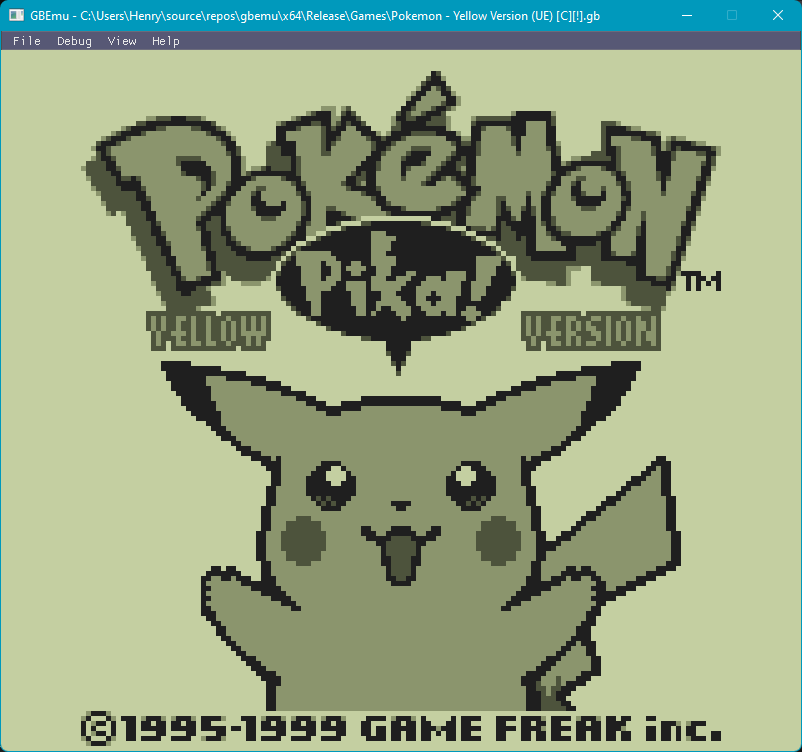 GBEmu - C:\Users\Henry\source\repos\gbemu\x64\Release\Games\Pokemon - Yellow Version (UE) [C][!].gb
File Debug View Help
POKéMON
TM
Pika!
YELLOW VERSION
©1995-1999 GAME FREAK inc.